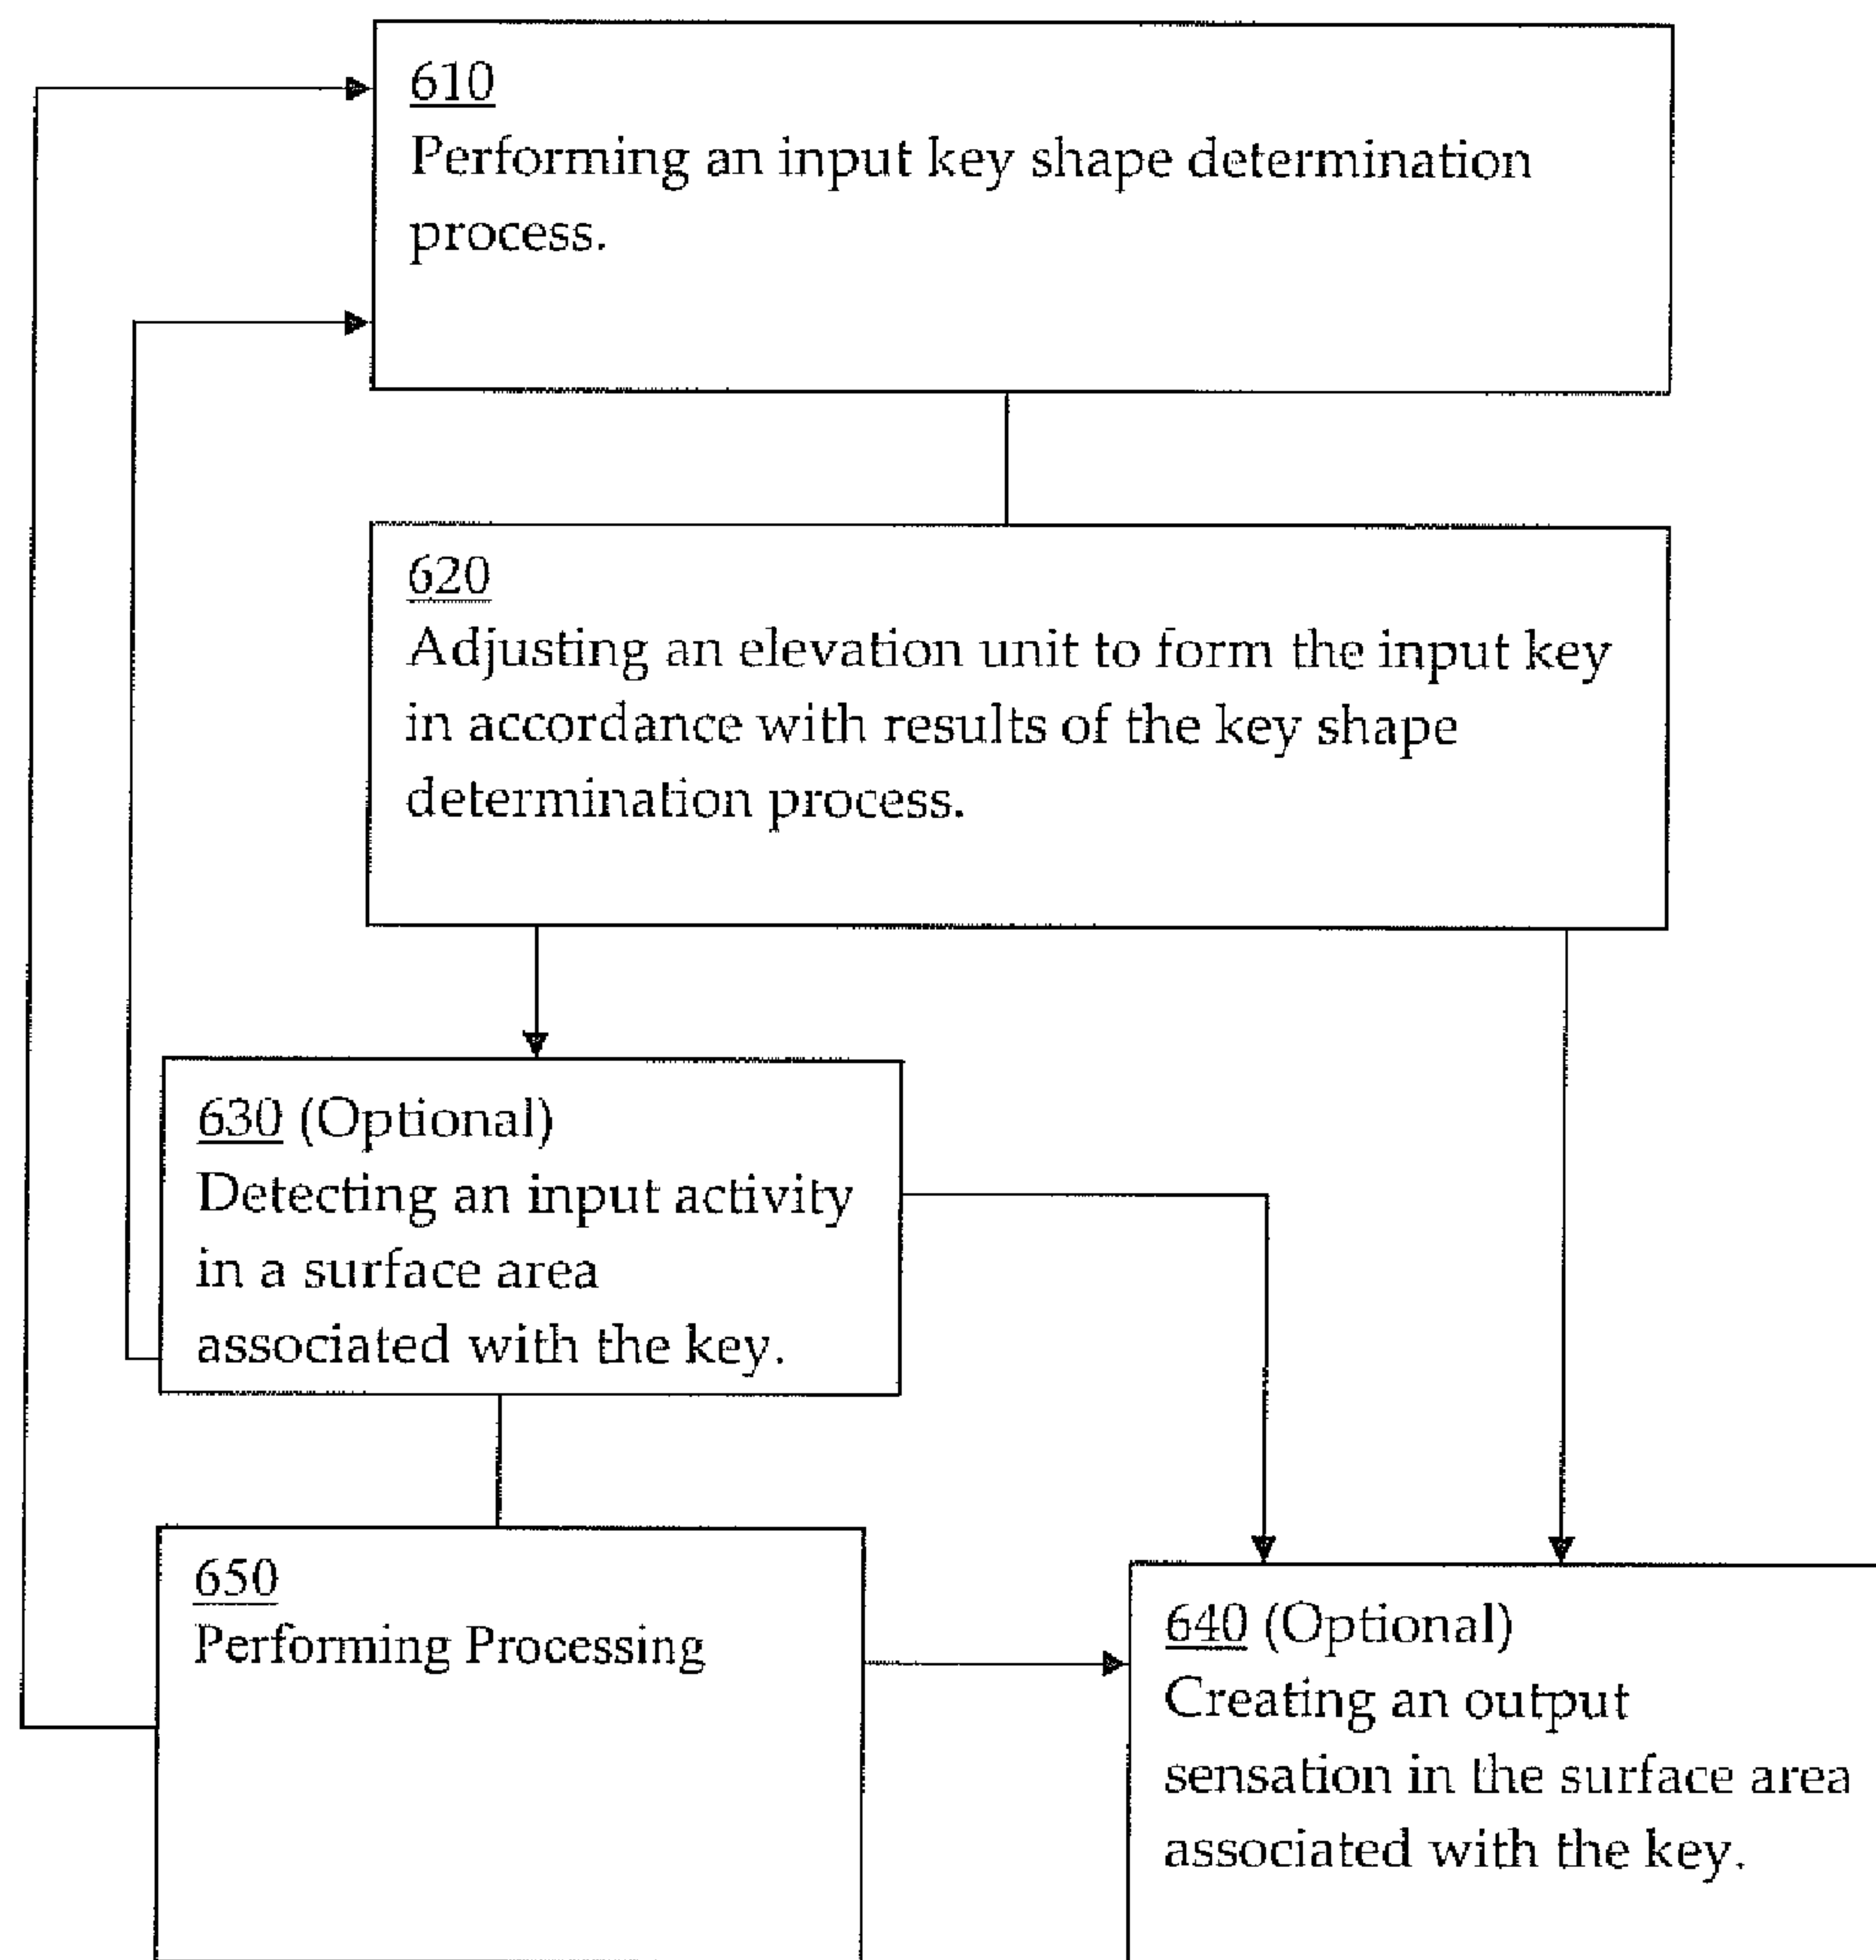 610
Performing an input key shape determination
process.
620
Adjusting an elevation unit to form the input key
in accordance with results of the key shape
determination process.
630 (Optional)
Detecting an input activity
in a surface area
associated with the key.
650
Performing Processing
640 (Optional)
Creating an output
sensation in the surface area
associated with the key.